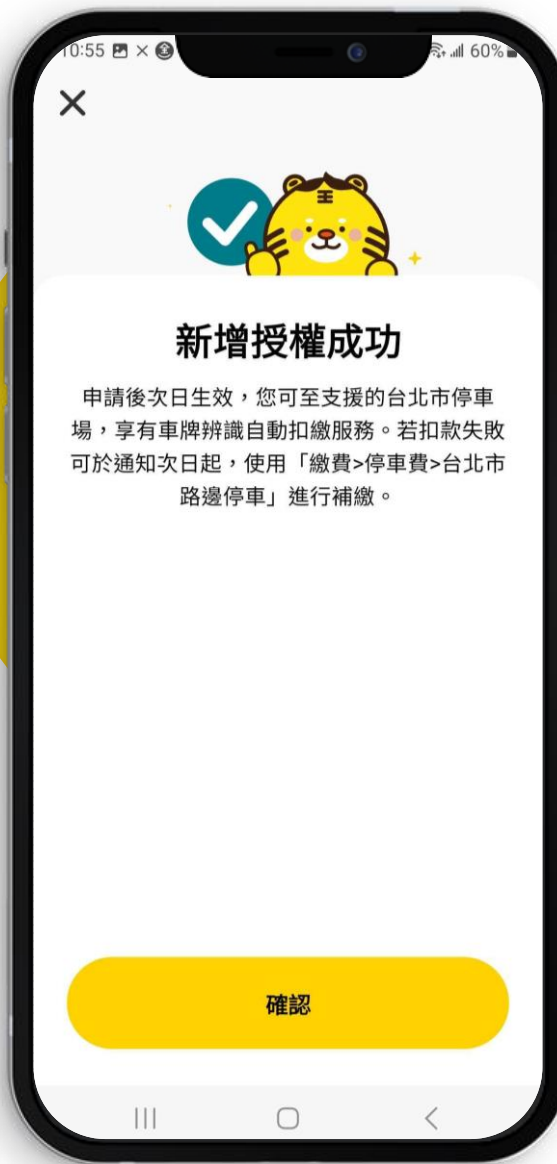 10:55
60%
王
新增授權成功
申請後次日生效，您可至支援的台北市停車
場，享有車牌辨識自動扣繳服務。若扣款失敗
可於通知次日起，使用「繳費>停車費>台北市
路邊停車」進行補繳。
確認